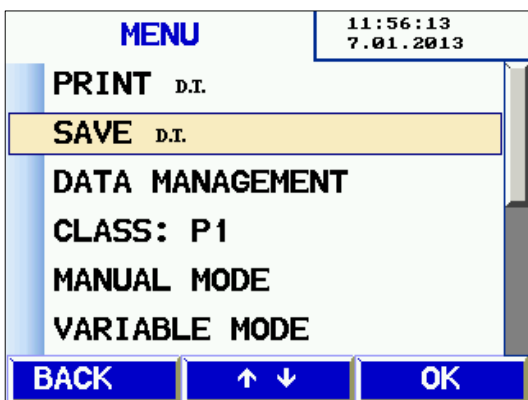 MENU
11:56:13
7.01.2013
PRINT D.T.
SAVE D.T.
DATA MANAGEMENT
CLASS: P1
MANUAL MODE
VARIABLE MODE
BACK ↑ ↓ OK